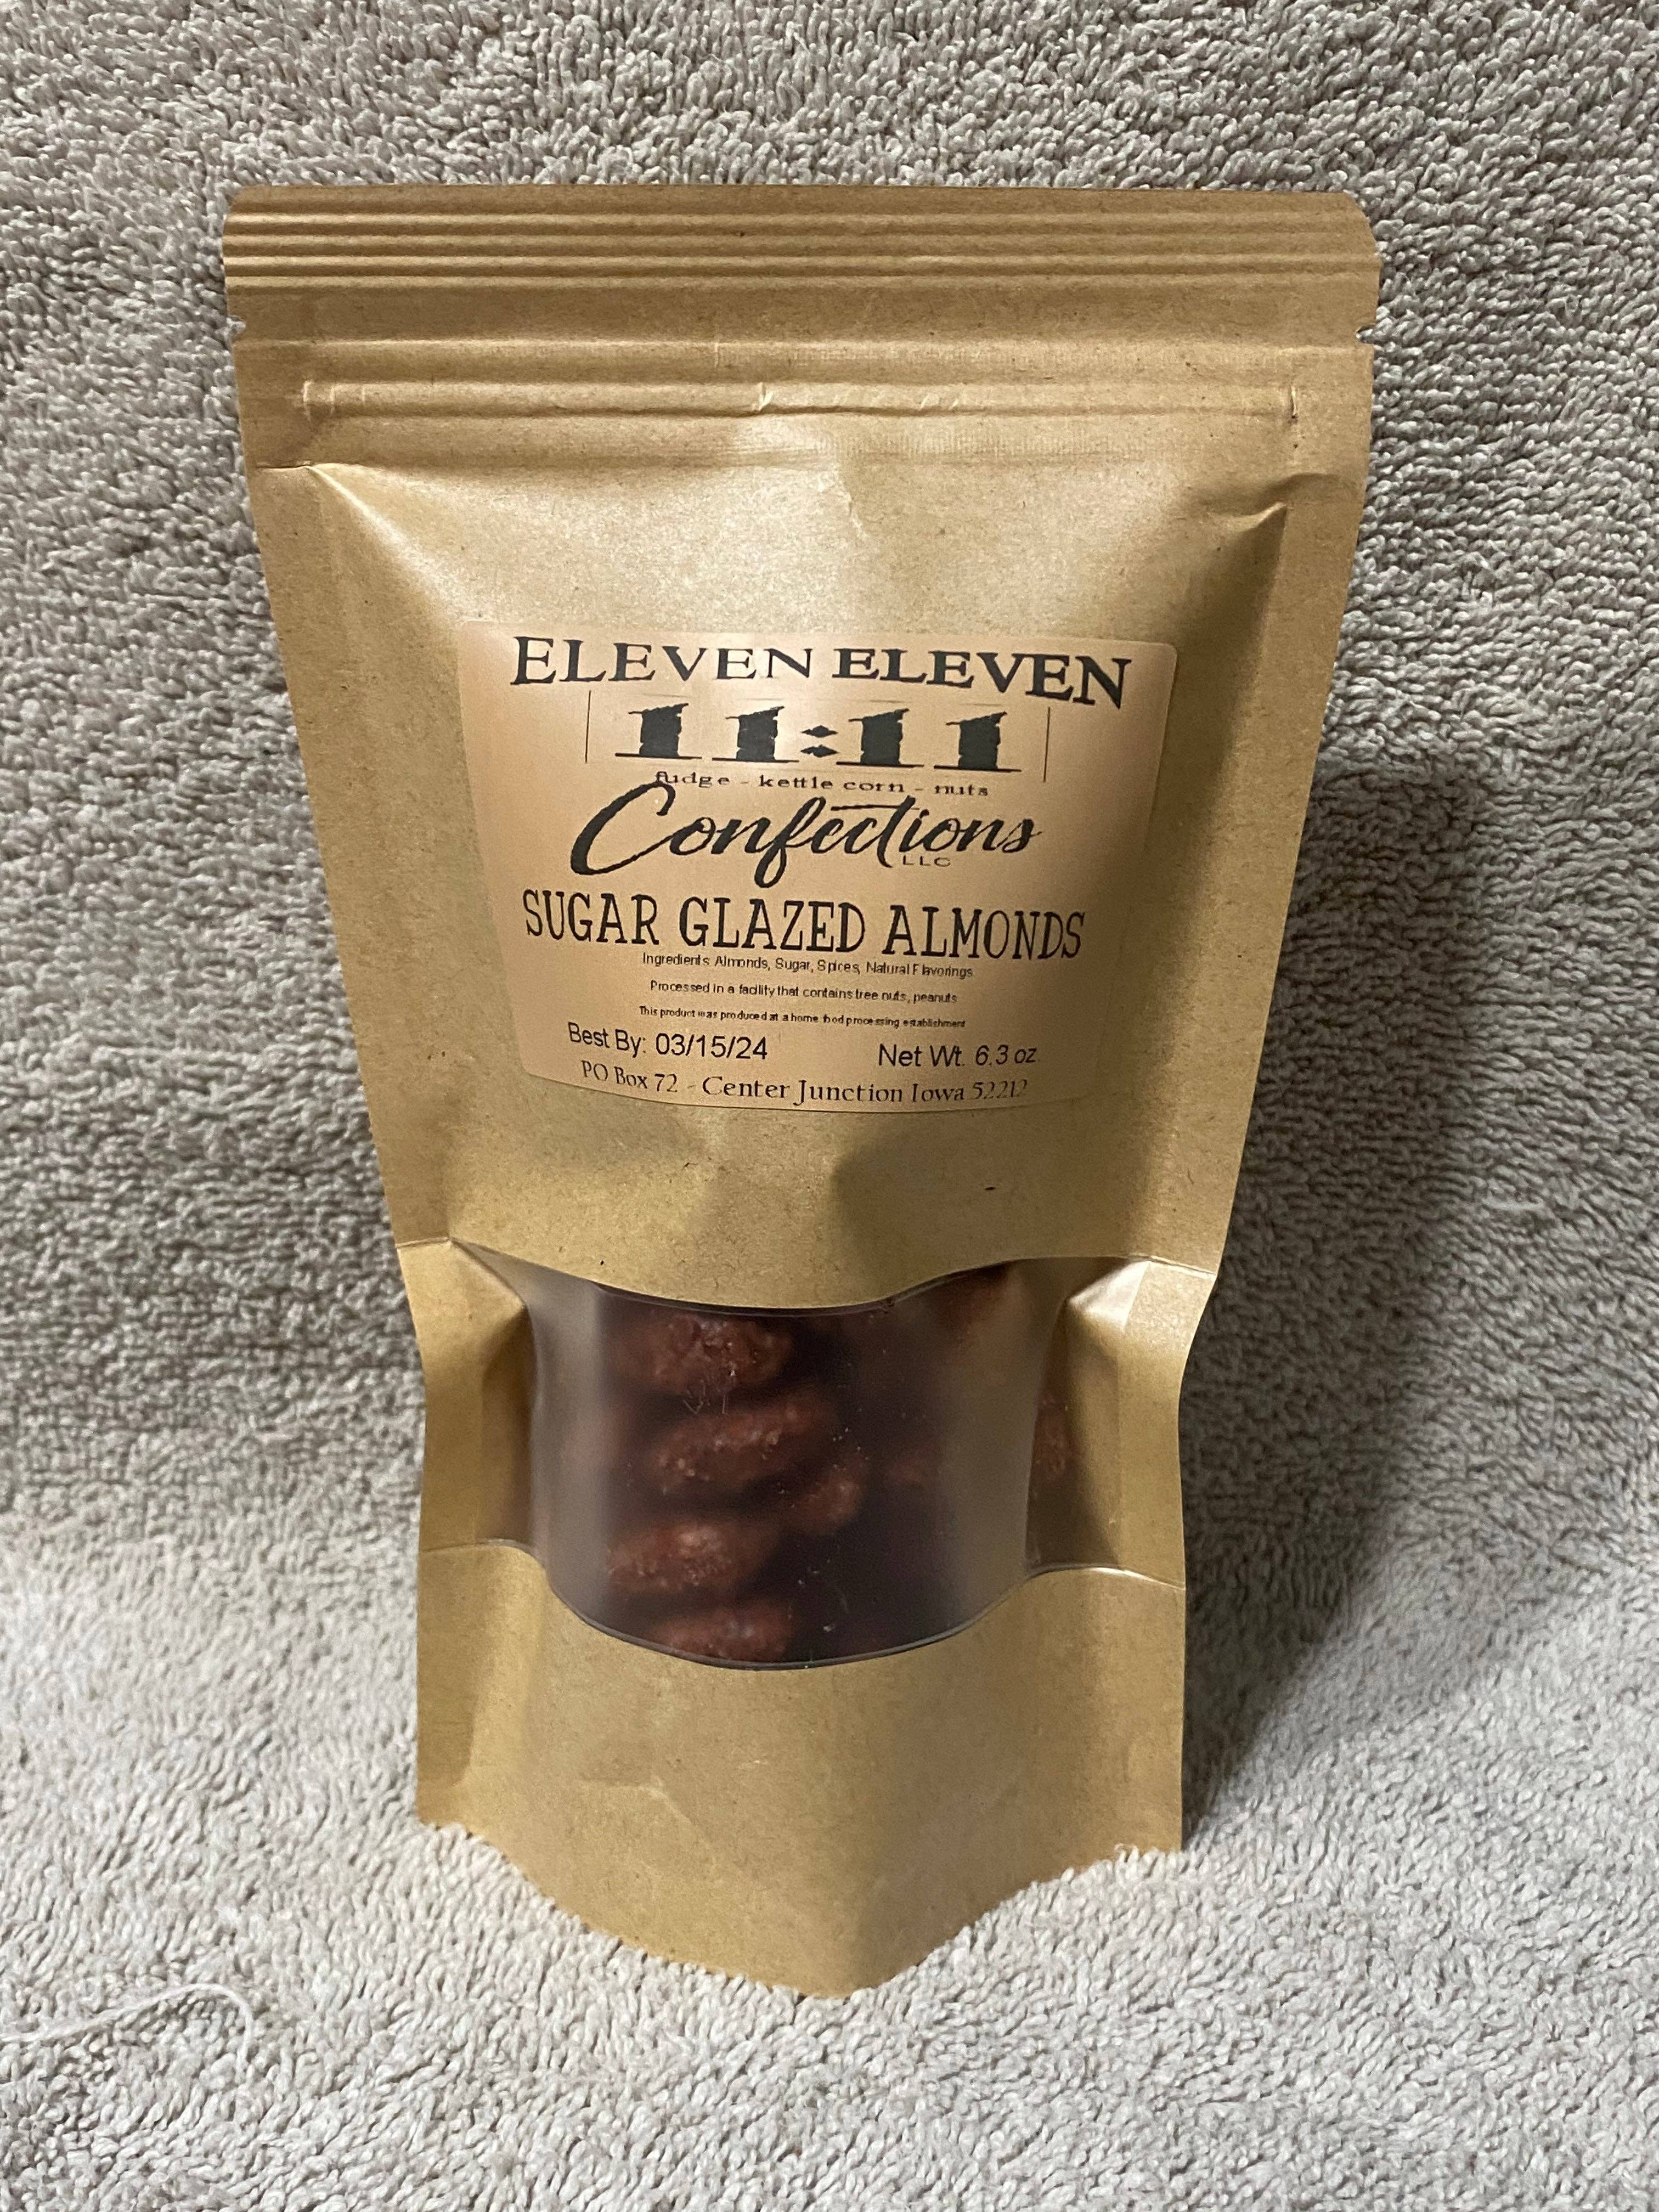 ELEVEN ELEVEN
11:11
fudge - kettle corn - nuts
Confections
LLC
SUGAR GLAZED ALMONDS
Ingredients: Almonds, Sugar, Spices, Natural Flavorings
Processed in a facility that contains tree nuts, peanuts
This product was produced at a home food processing establishment
Best By: 03/15/24 Net Wt. 6.3 oz
PO Box 72 - Center Junction Iowa 52212